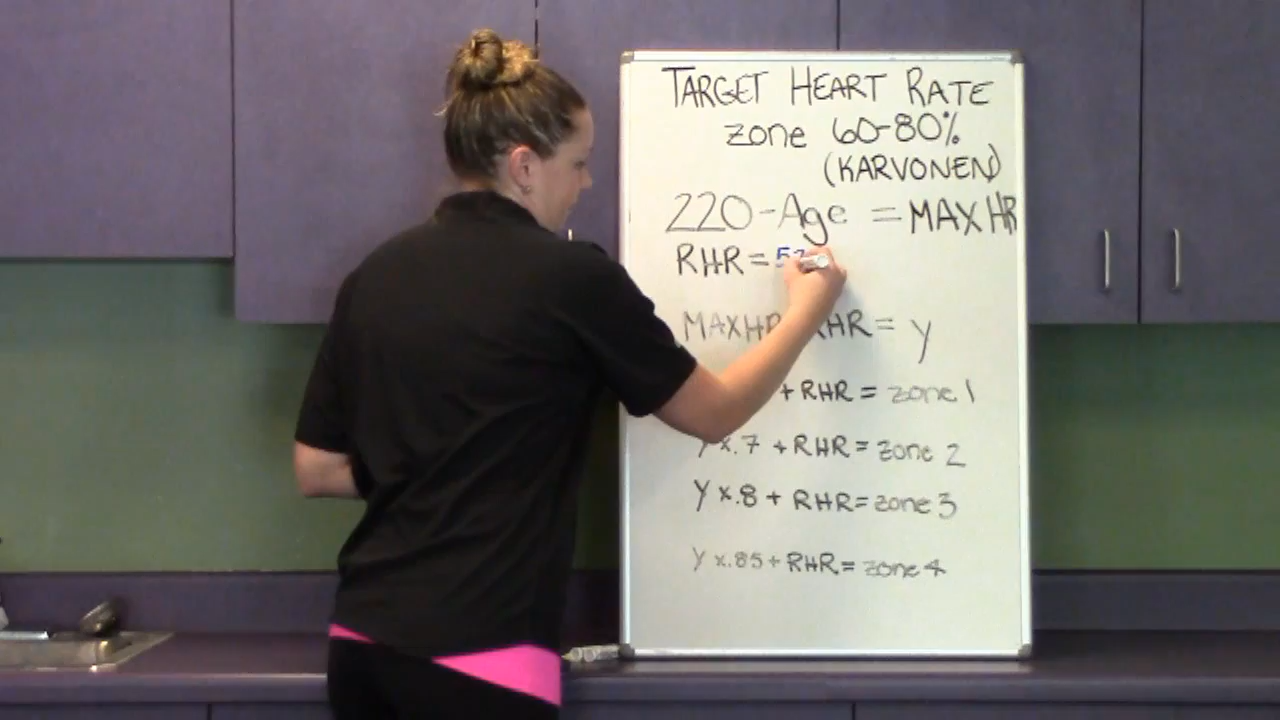 TARGET HEART RATE
zone 60-80%
(KARVONEN)
220 - Age = MAX HR
RHR = 5
MAXHR RHR = y
+ RHR = zone 1
y x .7 + RHR = zone 2
y x .8 + RHR = zone 3
y x .85 + RHR = zone 4